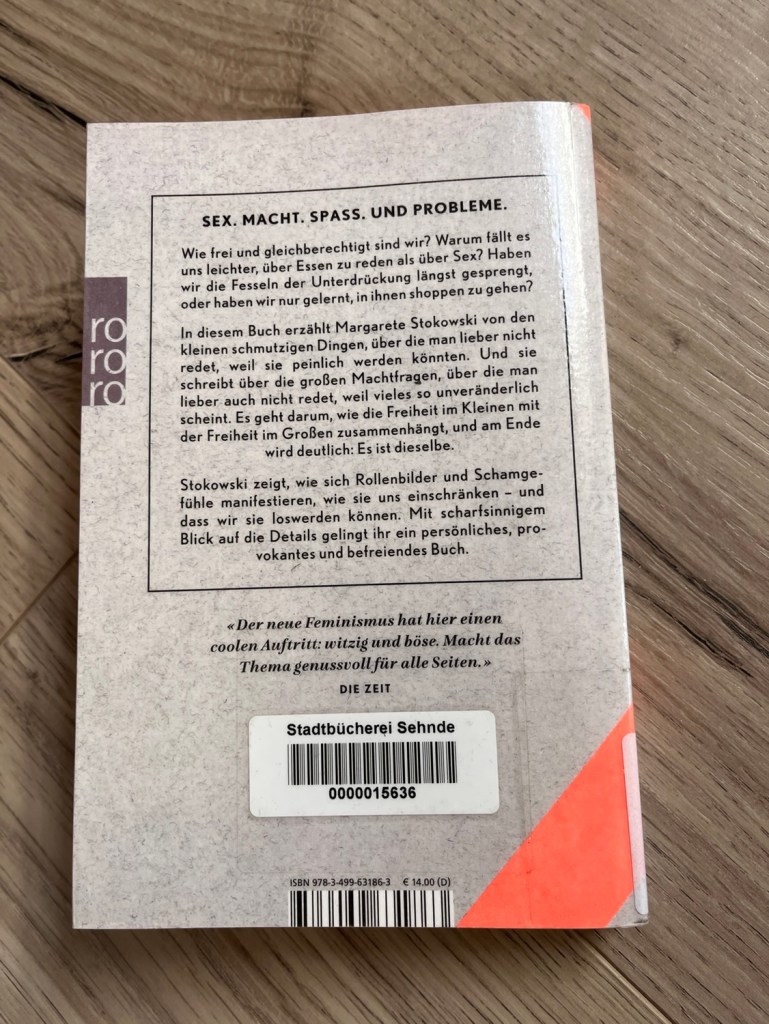 SEX. MACHT. SPASS. UND PROBLEME.
Wie frei und gleichberechtigt sind wir? Warum fällt es
uns leichter, über Essen zu reden als über Sex? Haben
wir die Fesseln der Unterdrückung längst gesprengt,
oder haben wir nur gelernt, in ihnen shoppen zu gehen?
ro
ro
ro
In diesem Buch erzählt Margarete Stokowski von den
kleinen schmutzigen Dingen, über die man lieber nicht
redet, weil sie peinlich werden könnten. Und sie
schreibt über die großen Machtfragen, über die man
lieber auch nicht redet, weil vieles so unveränderlich
scheint. Es geht darum, wie die Freiheit im Kleinen mit
der Freiheit im Großen zusammenhängt, und am Ende
wird deutlich: Es ist dieselbe.
Stokowski zeigt, wie sich Rollenbilder und Schamge-
fühle manifestieren, wie sie uns einschränken – und
dass wir sie loswerden können. Mit scharfsinnigem
Blick auf die Details gelingt ihr ein persönliches, pro-
vokantes und befreiendes Buch.
«Der neue Feminismus hat hier einen
coolen Auftritt: witzig und böse. Macht das
Thema genussvoll für alle Seiten.»
DIE ZEIT
Stadtbücherei Sehnde
0000015636
ISBN 978-3-499-63186-3 € 14.00 (D)